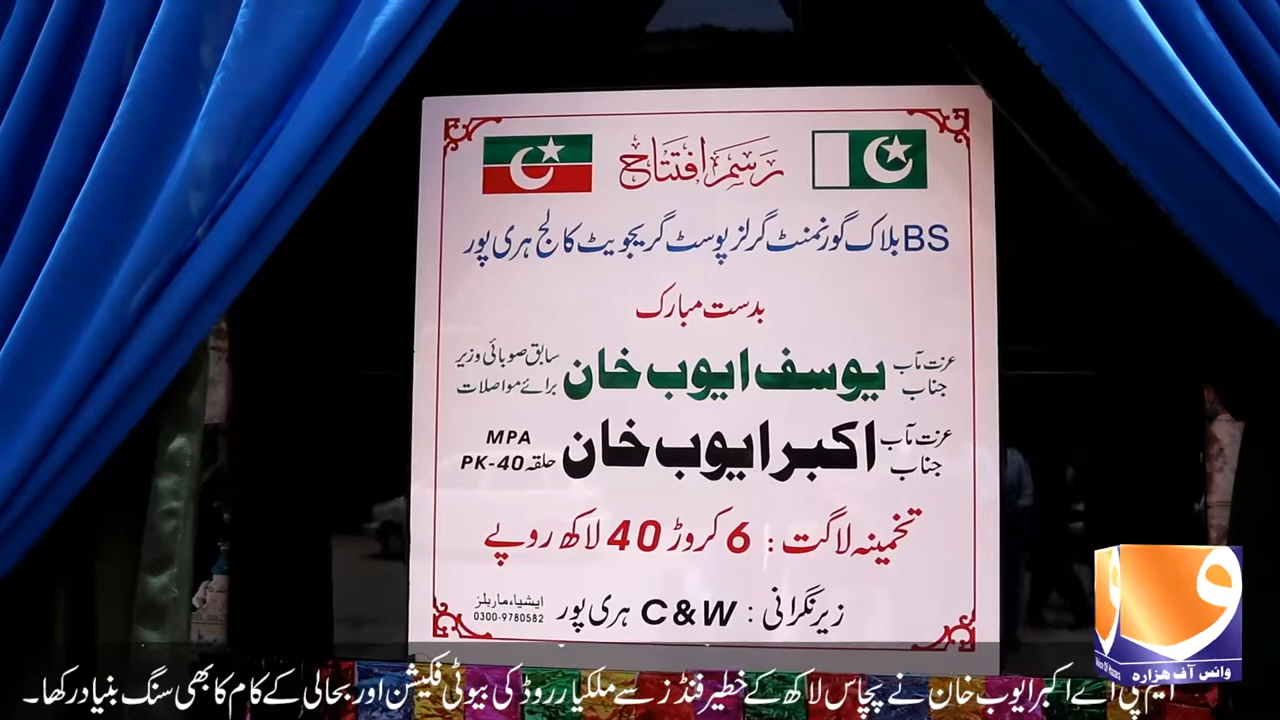 رسم افتتاح
BS بلاک گورنمنٹ گرلز پوسٹ گریجویٹ کالج ہری پور
بدست مبارک
عزت مآب جناب یوسف ایوب خان سابق صوبائی وزیر برائے مواصلات
عزت مآب جناب اکبر ایوب خان MPA حلقہ PK-40
تخمینہ لاگت : 6 کروڑ 40 لاکھ روپے
زیر نگرانی : C&W ہری پور
ایشیاء ماربلز
0300-9780582
وائس آف ھزارہ
ایم پی اے اکبر ایوب خان نے پچاس لاکھ کے خطیر فنڈز سے ملکیار روڈ کی بیوٹی فکیشن اور بحالی کے کام کا بھی سنگ بنیاد رکھا۔